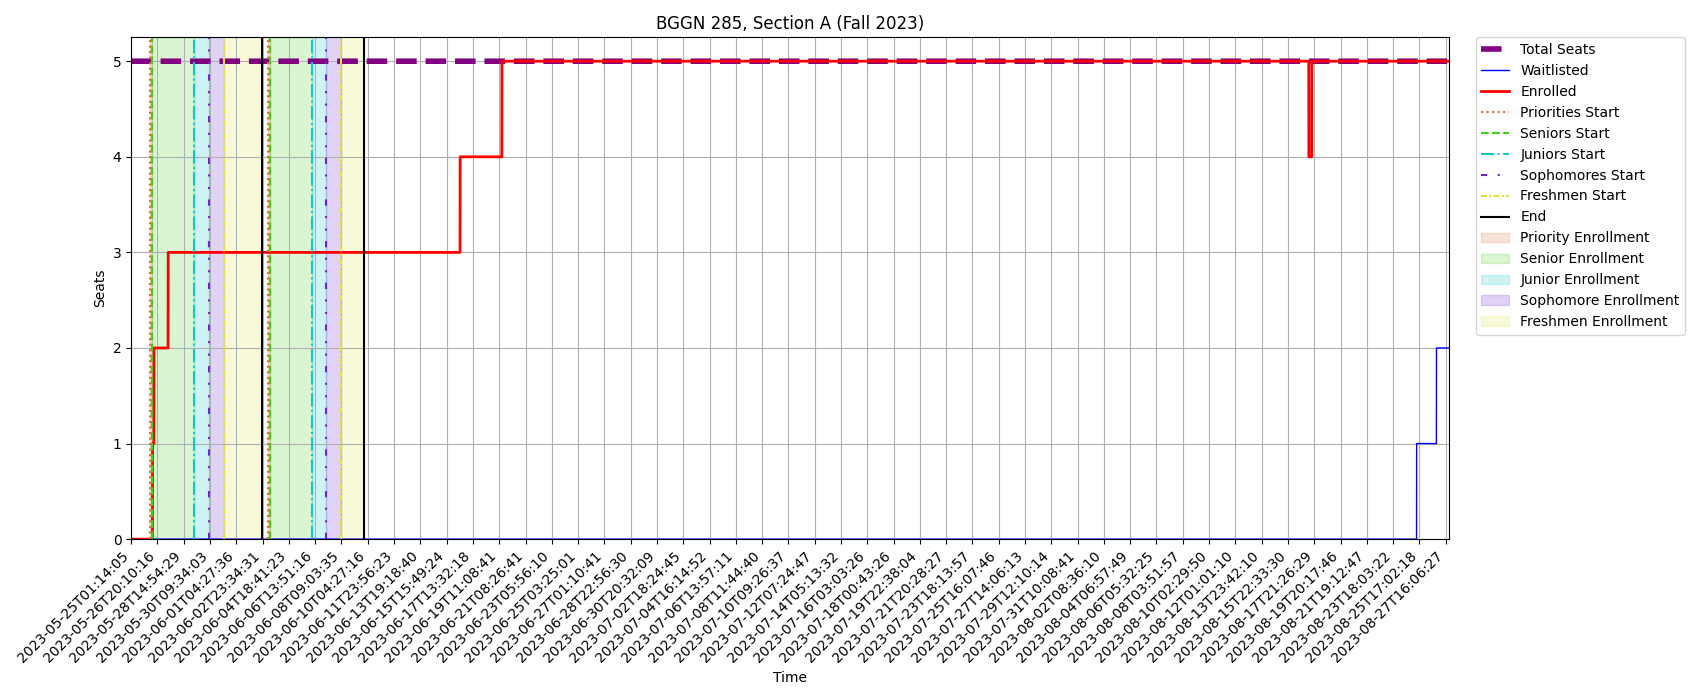 BGGN 285, Section A (Fall 2023)
Seats
5
4
3
2
1
0
2023-05-25T01:14:05
2023-05-26T20:10:16
2023-05-28T14:54:29
2023-05-30T09:34:03
2023-06-01T04:27:36
2023-06-02T23:34:31
2023-06-04T18:41:23
2023-06-06T13:51:16
2023-06-08T09:03:35
2023-06-10T04:27:16
2023-06-11T23:56:23
2023-06-13T19:18:40
2023-06-15T15:49:24
2023-06-17T13:32:18
2023-06-19T11:08:41
2023-06-21T08:26:41
2023-06-23T05:56:10
2023-06-25T03:25:01
2023-06-27T01:10:41
2023-06-28T22:56:30
2023-06-30T20:32:09
2023-07-02T18:24:45
2023-07-04T16:14:52
2023-07-06T13:57:11
2023-07-08T11:44:40
2023-07-10T09:26:37
2023-07-12T07:24:47
2023-07-14T05:13:32
2023-07-16T03:03:26
2023-07-18T00:43:26
2023-07-19T22:38:04
2023-07-21T20:28:27
2023-07-23T18:13:57
2023-07-25T16:07:46
2023-07-27T14:06:13
2023-07-29T12:10:14
2023-07-31T10:08:41
2023-08-02T08:36:10
2023-08-04T06:57:49
2023-08-06T05:32:25
2023-08-08T03:51:57
2023-08-10T02:29:50
2023-08-12T01:01:10
2023-08-13T23:42:10
2023-08-15T22:33:30
2023-08-17T21:26:29
2023-08-19T20:17:46
2023-08-21T19:12:47
2023-08-23T18:03:22
2023-08-25T17:02:18
2023-08-27T16:06:27
Time
Total Seats
Waitlisted
Enrolled
Priorities Start
Seniors Start
Juniors Start
Sophomores Start
Freshmen Start
End
Priority Enrollment
Senior Enrollment
Junior Enrollment
Sophomore Enrollment
Freshmen Enrollment